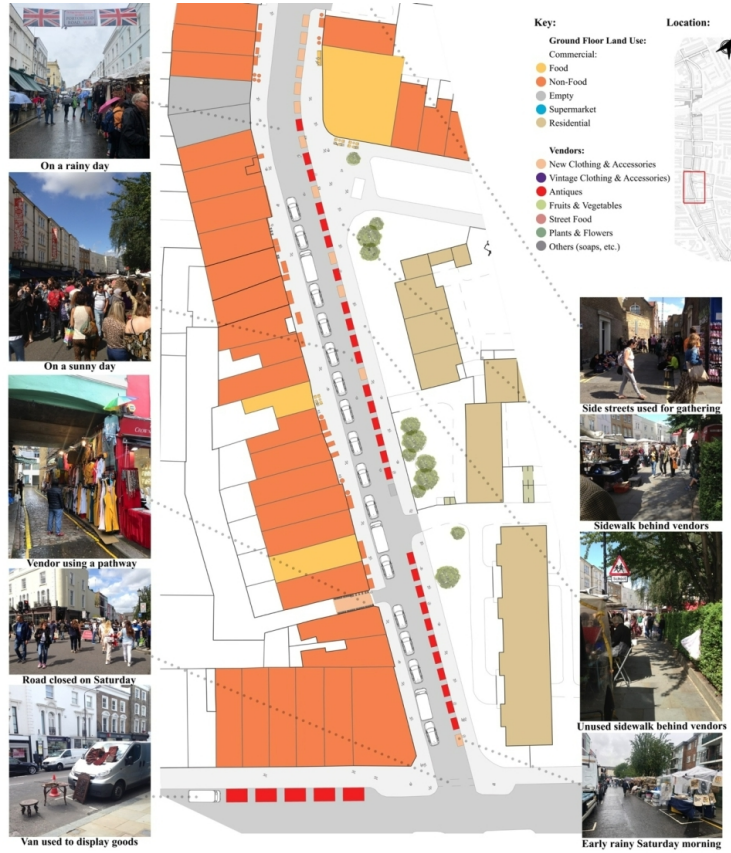 On a rainy day
On a sunny day
Vendor using a pathway
Road closed on Saturday
Van used to display goods
Key:
Ground Floor Land Use:
Commercial:
Food
Non-Food
Empty
Supermarket
Residential
Vendors:
New Clothing & Accessories
Vintage Clothing & Accessories)
Antiques
Fruits & Vegetables
Street Food
Plants & Flowers
Others (soaps, etc.)
Location:
Side streets used for gathering
Sidewalk behind vendors
Unused sidewalk behind vendors
Early rainy Saturday morning